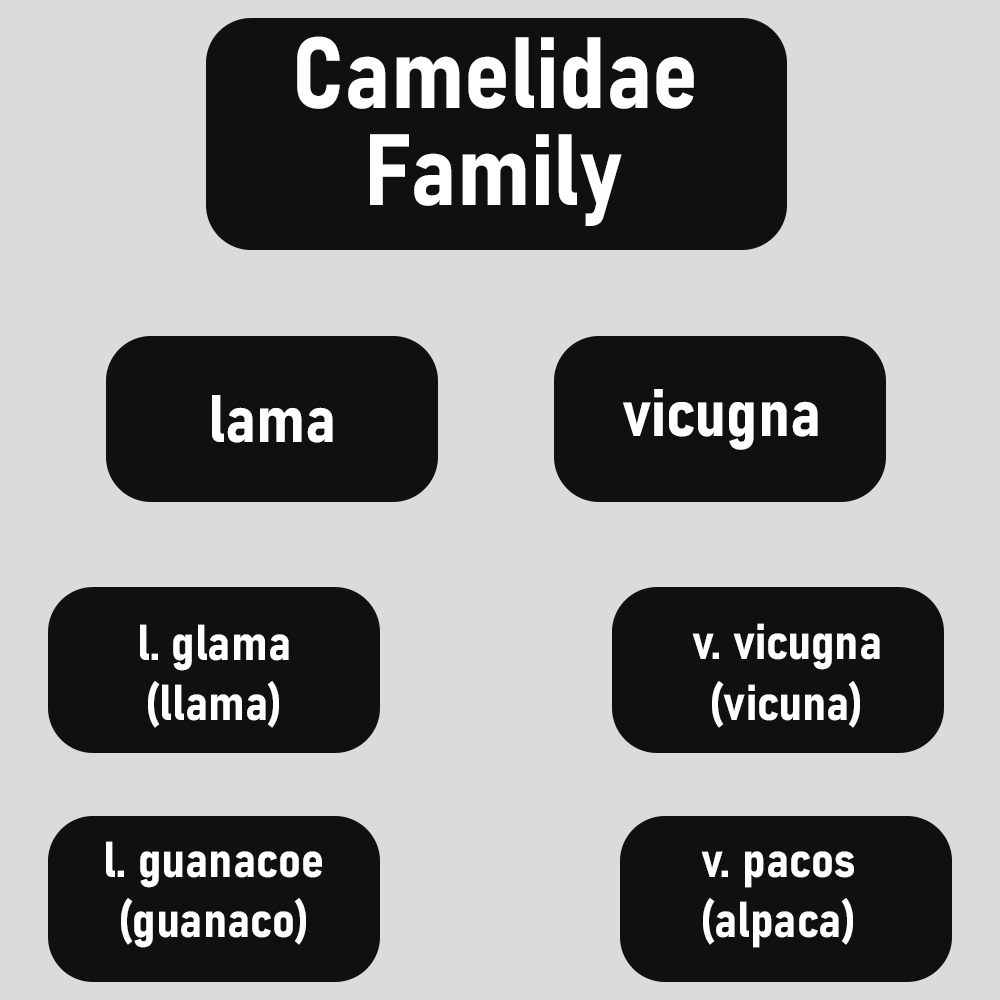 Camelidae
Family
lama
vicugna
l. glama
(llama)
v. vicugna
(vicuna)
l. guanacoe
(guanaco)
v. pacos
(alpaca)